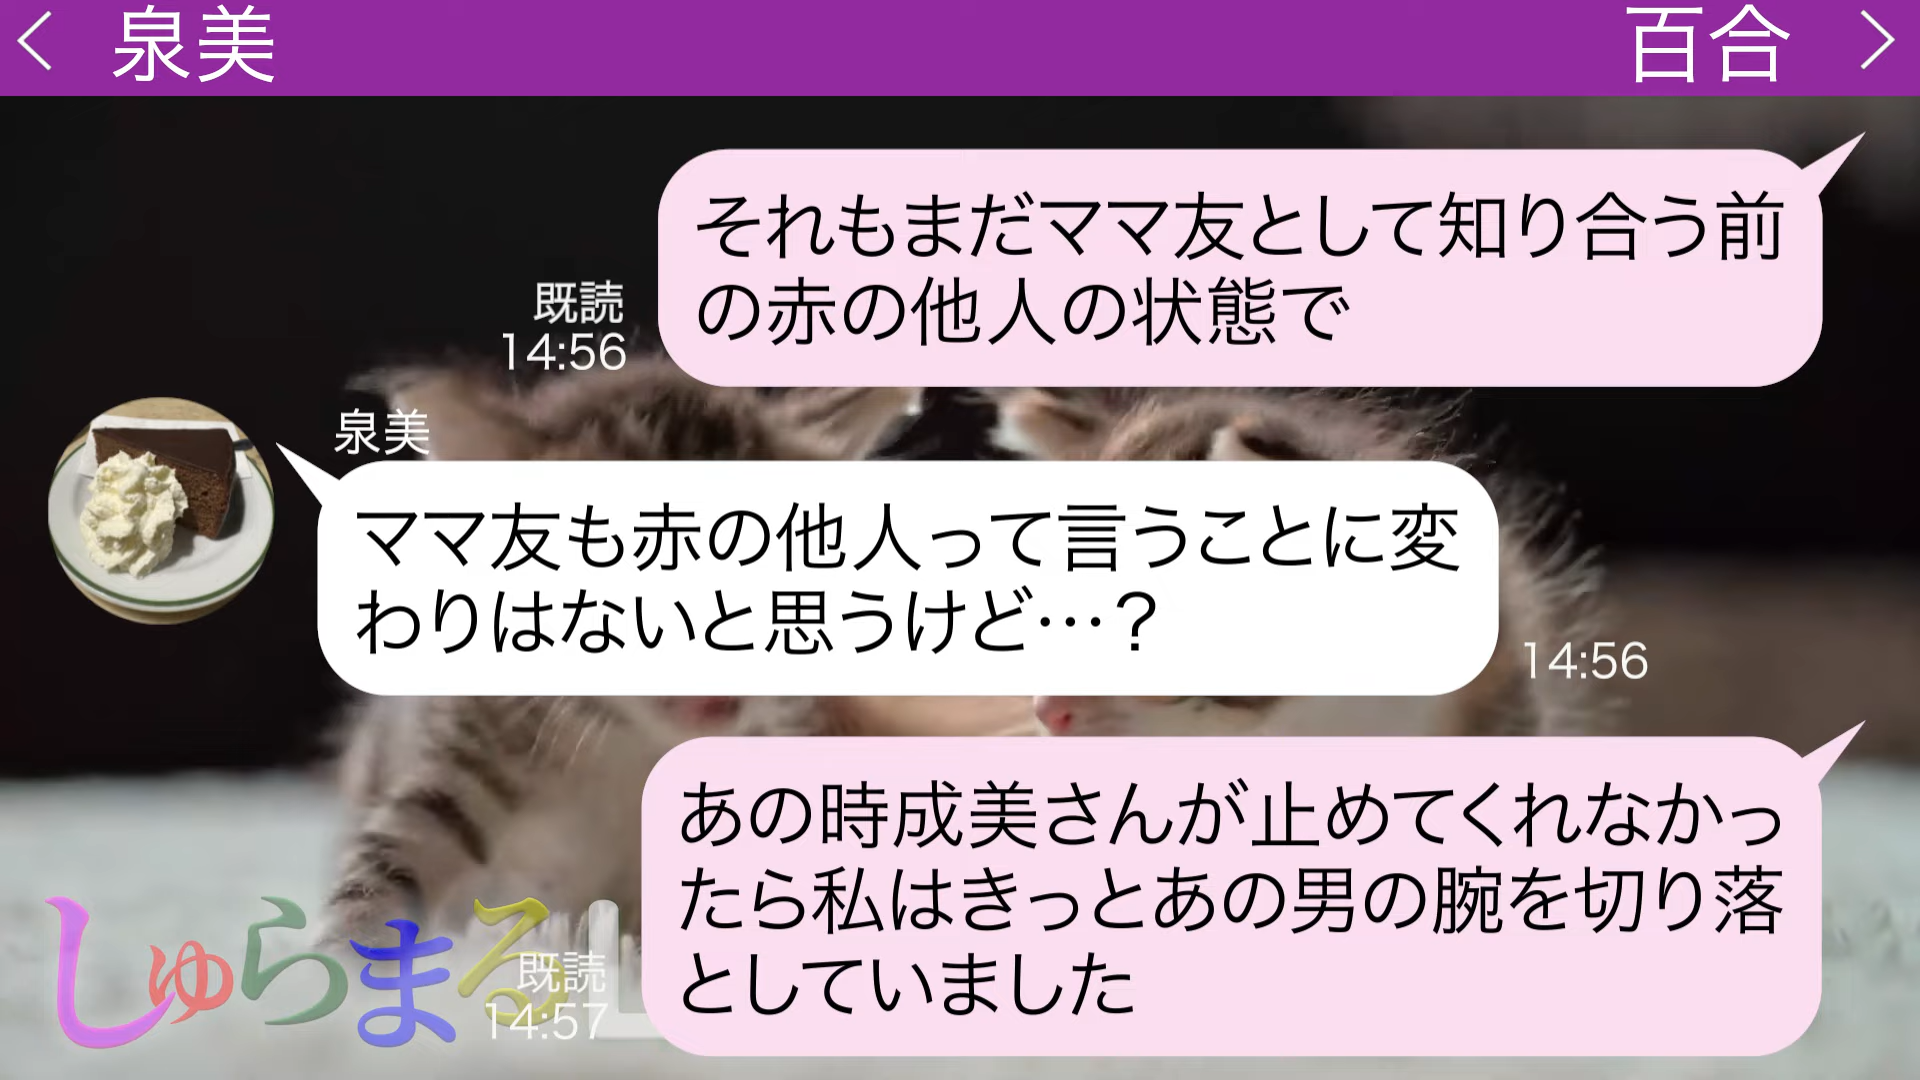 泉美
百合
それもまだママ友として知り合う前
の赤の他人の状態で
既読
14:56
泉美
ママ友も赤の他人って言うことに変
わりはないと思うけど…？
14:56
あの時成美さんが止めてくれなかっ
たら私はきっとあの男の腕を切り落
としていました
既読
14:57
しゅらまる
L